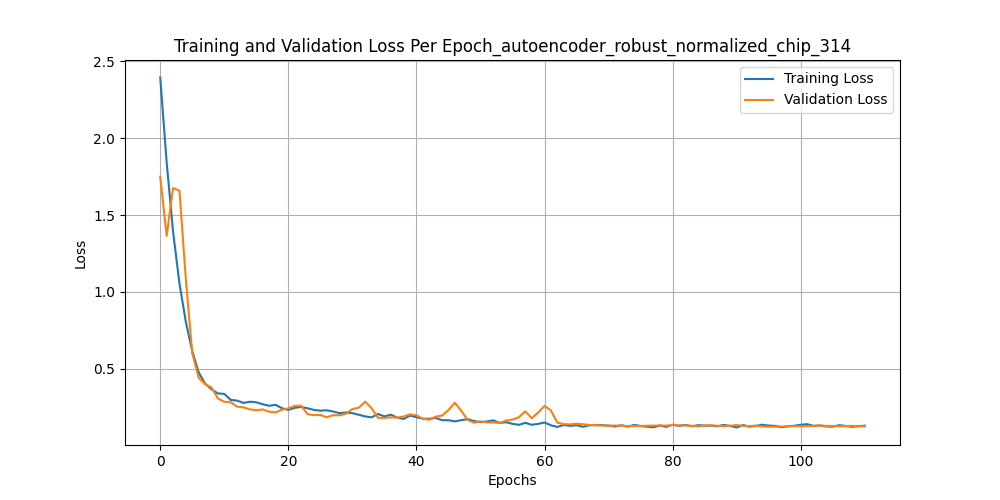 Training and Validation Loss Per Epoch_autoencoder_robust_normalized_chip_314
Training Loss
Validation Loss
2.5
2.0
1.5
1.0
0.5
Loss
0 20 40 60 80 100
Epochs